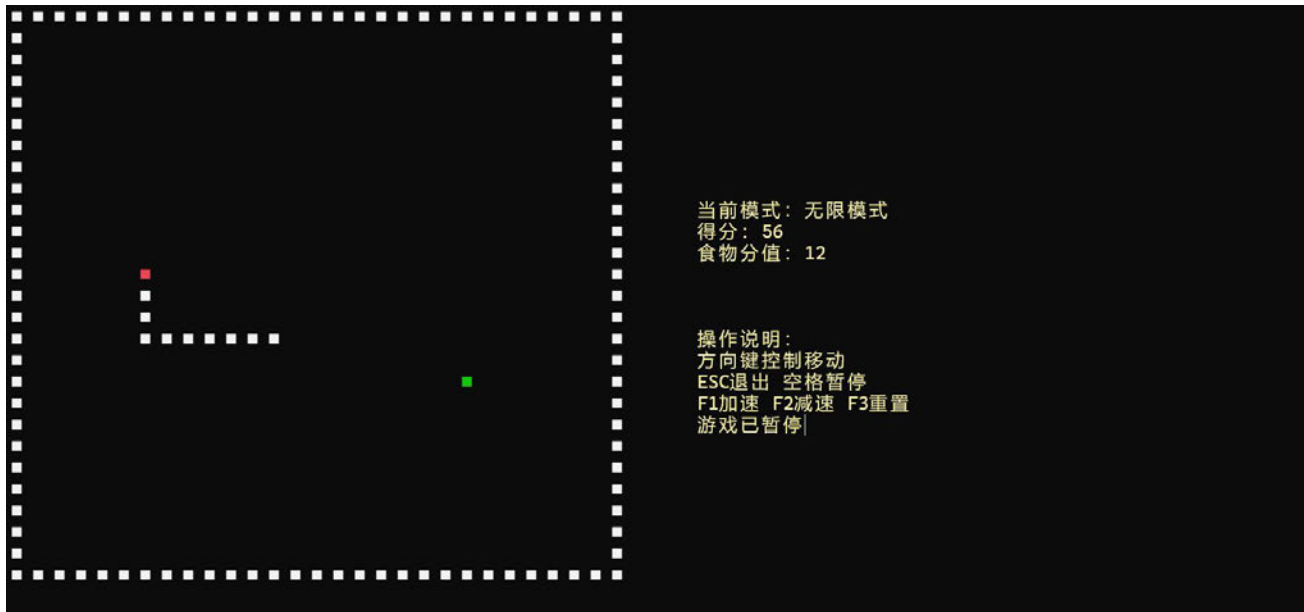 当前模式: 无限模式
得分: 56
食物分值: 12
操作说明:
方向键控制移动
ESC退出 空格暂停
F1加速 F2减速 F3重置
游戏已暂停